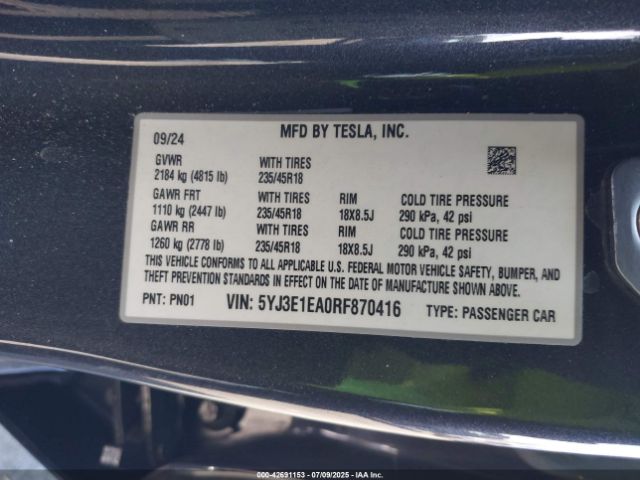 MFD BY TESLA, INC.
09/24
GVWR WITH TIRES
2184 kg (4815 lb) 235/45R18
GAWR FRT WITH TIRES RIM COLD TIRE PRESSURE
1110 kg (2447 lb) 235/45R18 18X8.5J 290 kPa, 42 psi
GAWR RR WITH TIRES RIM COLD TIRE PRESSURE
1260 kg (2778 lb) 235/45R18 18X8.5J 290 kPa, 42 psi
THIS VEHICLE CONFORMS TO ALL APPLICABLE U.S. FEDERAL MOTOR VEHICLE SAFETY, BUMPER, AND
THEFT PREVENTION STANDARDS IN EFFECT ON THE DATE OF MANUFACTURE SHOWN ABOVE.
PNT: PN01 VIN: 5YJ3E1EA0RF870416 TYPE: PASSENGER CAR
000-42691153 - 07/09/2025 - IAAI.com